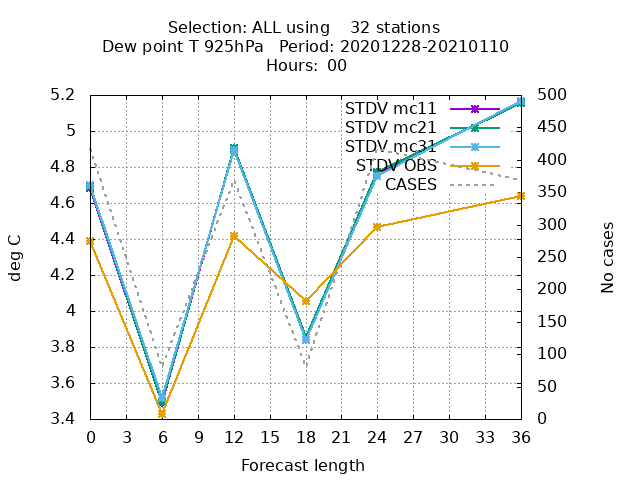 Selection: ALL using    32 stations
Dew point T 925hPa   Period: 20201228-20210110
Hours:  00
5.2
5
4.8
4.6
4.4
4.2
4
3.8
3.6
3.4
deg C
STDV mc11
STDV mc21
STDV mc31
STDV OBS
CASES
500
450
400
350
300
250
200
150
100
50
0
No cases
0 3 6 9 12 15 18 21 24 27 30 33 36
Forecast length